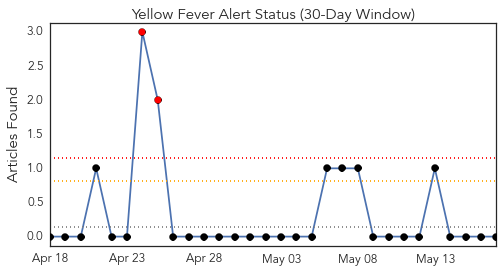 Yellow Fever Alert Status (30-Day Window)
Articles Found
3.0
2.5
2.0
1.5
1.0
0.5
0.0
Apr 18 Apr 23 Apr 28 May 03 May 08 May 13